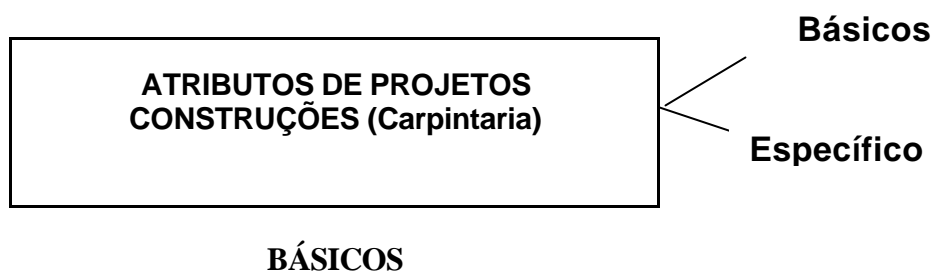 Básicos
ATRIBUTOS DE PROJETOS
CONSTRUÇÕES (Carpintaria)
Específico
BÁSICOS